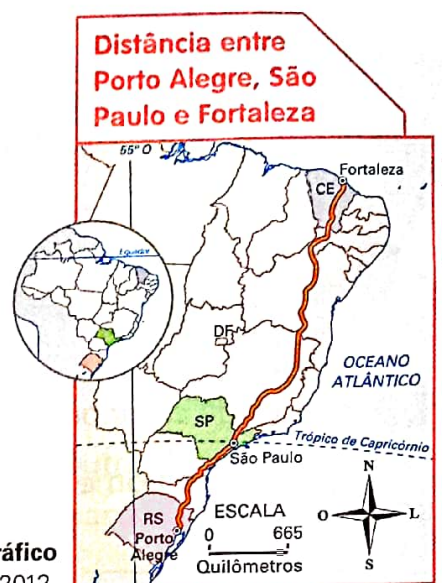 Distância entre
Porto Alegre, São
Paulo e Fortaleza
55° O
Fortaleza
CE
Equador
DF
OCEANO
ATLÂNTICO
SP
Trópico de Capricórnio
São Paulo
N
O
L
S
RS
Porto
Alegre
ESCALA
0 665
Quilômetros
ráfico
2012